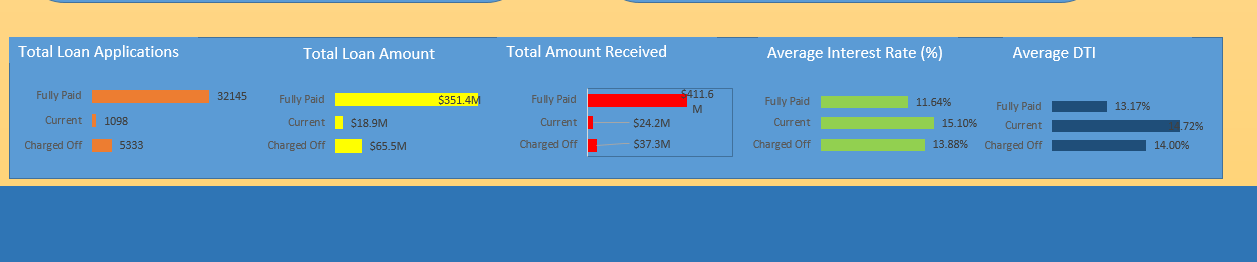 Total Loan Applications
Fully Paid 32145
Current 1098
Charged Off 5333
Total Loan Amount
Fully Paid $351.4M
Current $18.9M
Charged Off $65.5M
Total Amount Received
Fully Paid $411.6
M
Current $24.2M
Charged Off $37.3M
Average Interest Rate (%)
Fully Paid 11.64%
Current 15.10%
Charged Off 13.88%
Average DTI
Fully Paid 13.17%
Current .72%
Charged Off 14.00%